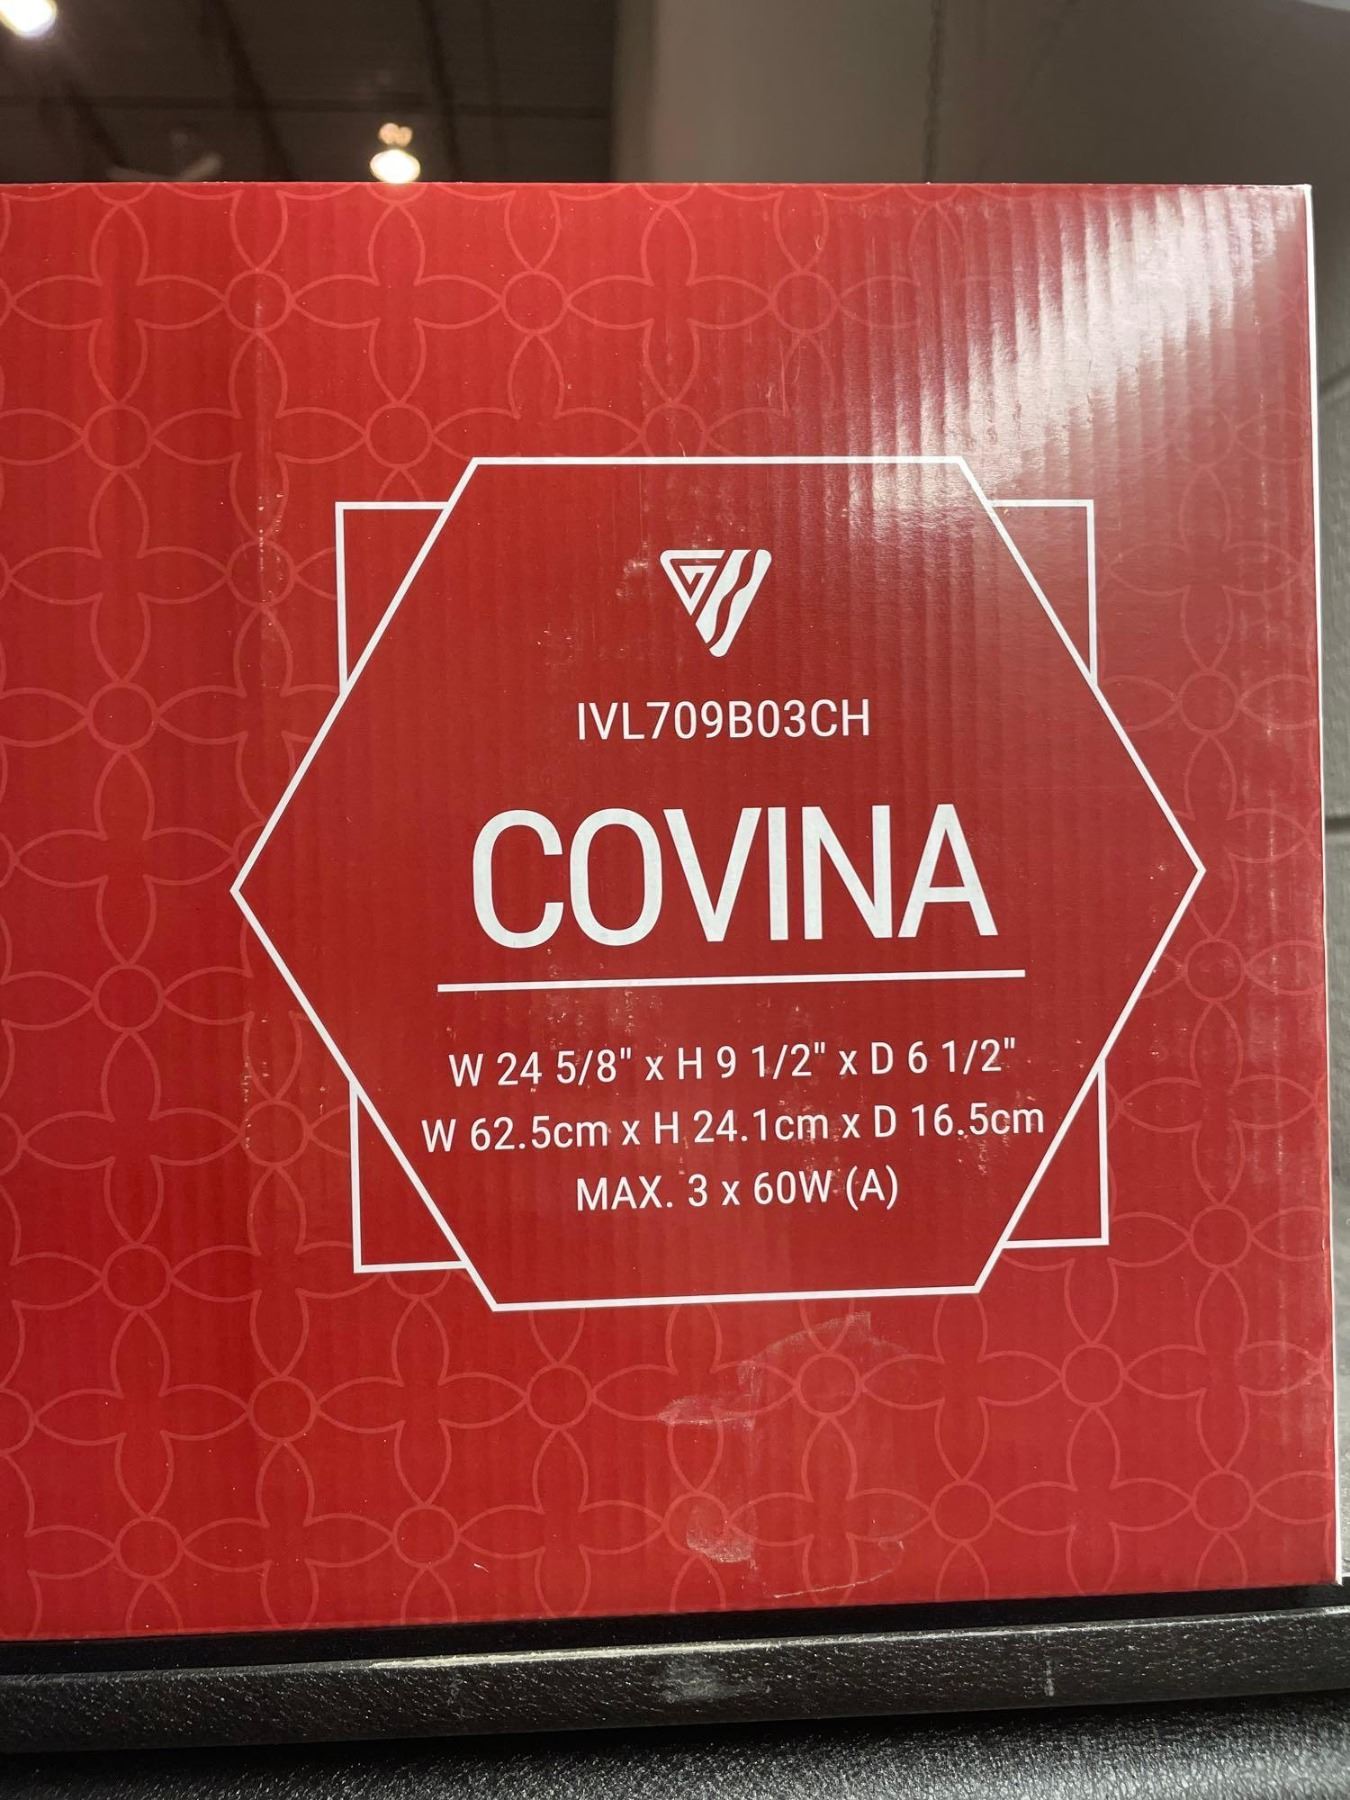 IVL709B03CH
COVINA
W 24 5/8" x H 9 1/2" x D 6 1/2"
W 62.5cm x H 24.1cm x D 16.5cm
MAX. 3 x 60W (A)